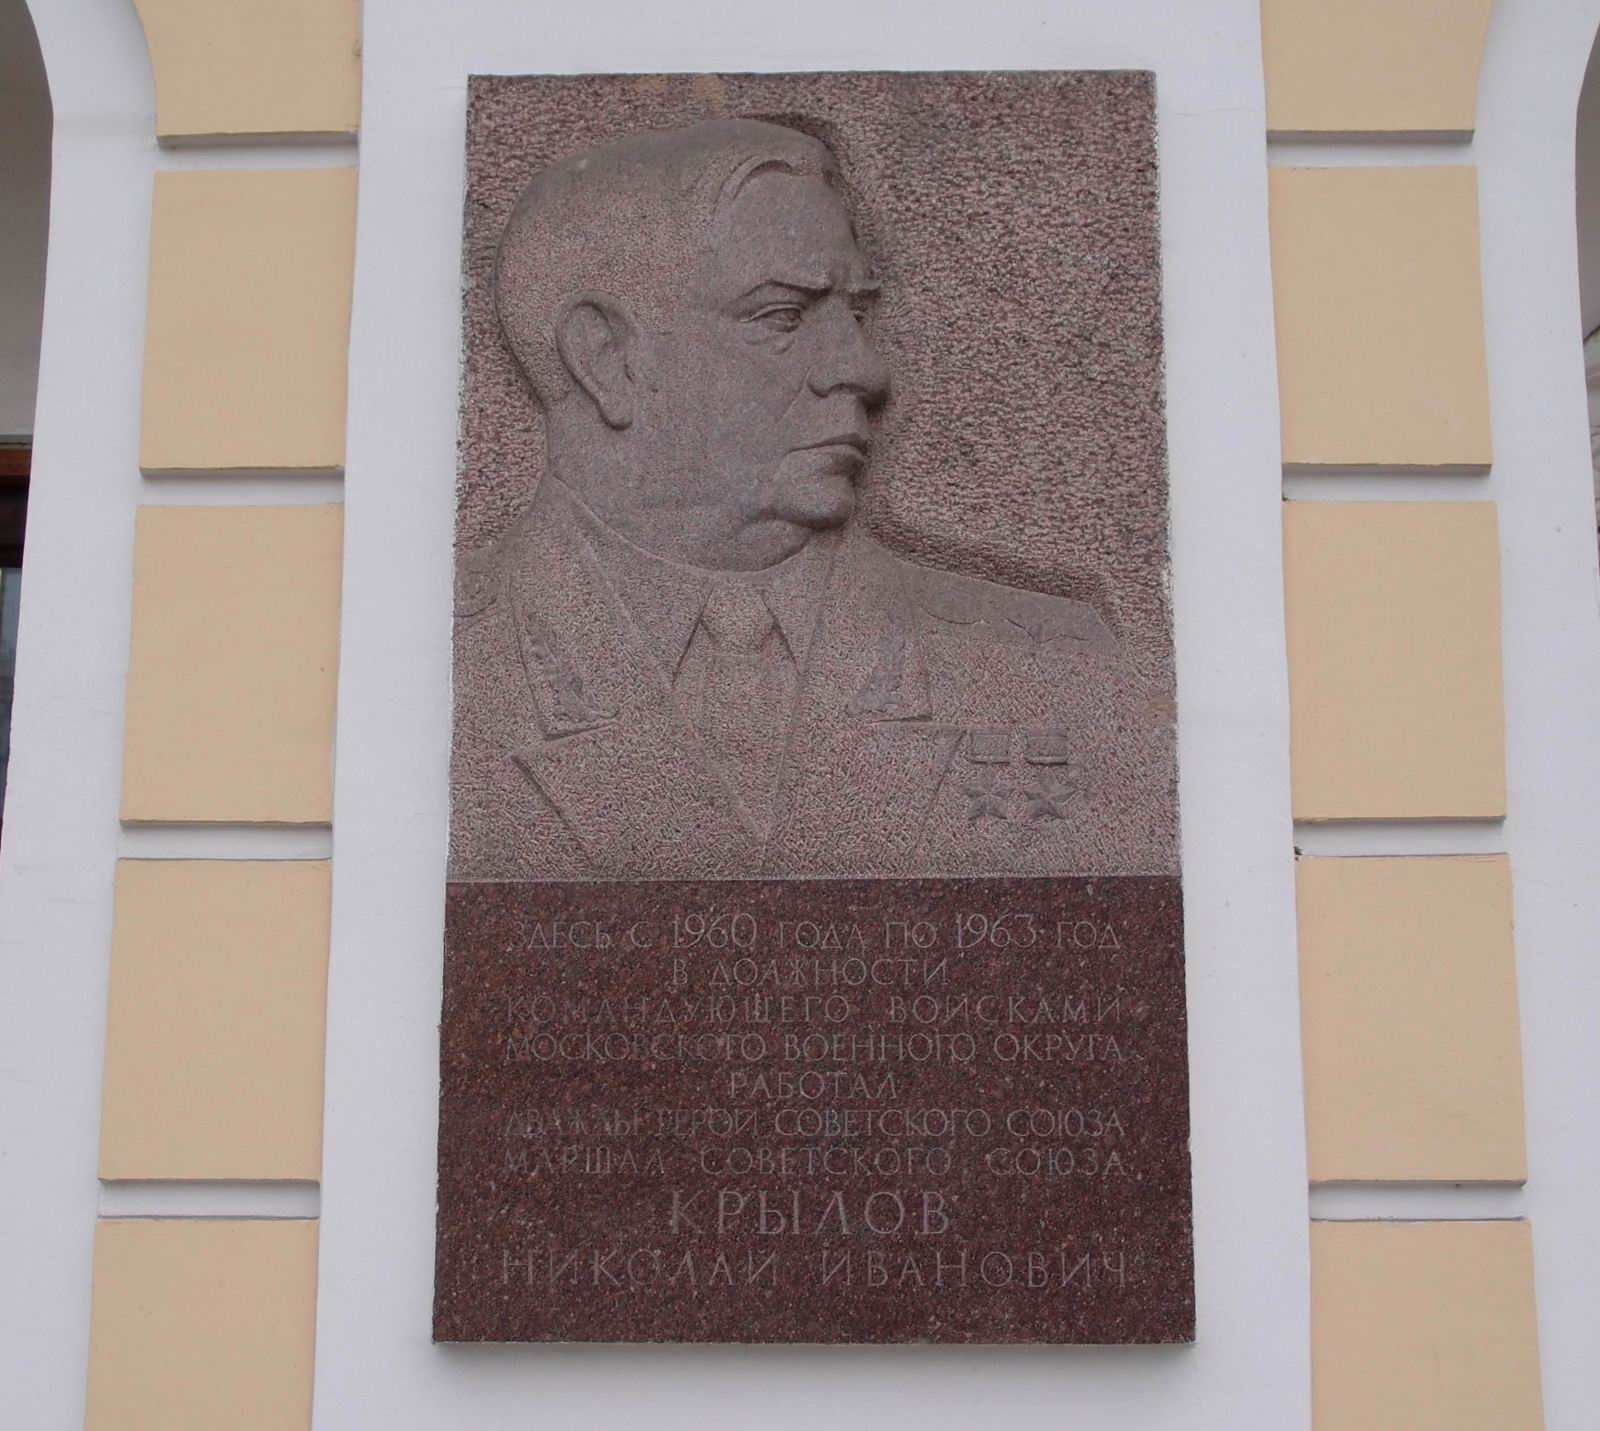 ЗДЕСЬ С 1960 ГОДА ПО 1963 ГОД
В ДОЛЖНОСТИ
КОМАНДУЮЩЕГО ВОЙСКАМИ
МОСКОВСКОГО ВОЕННОГО ОКРУГА
РАБОТАЛ
ДВАЖДЫ ГЕРОЙ СОВЕТСКОГО СОЮЗА
МАРШАЛ СОВЕТСКОГО СОЮЗА
КРЫЛОВ
НИКОЛАЙ ИВАНОВИЧ